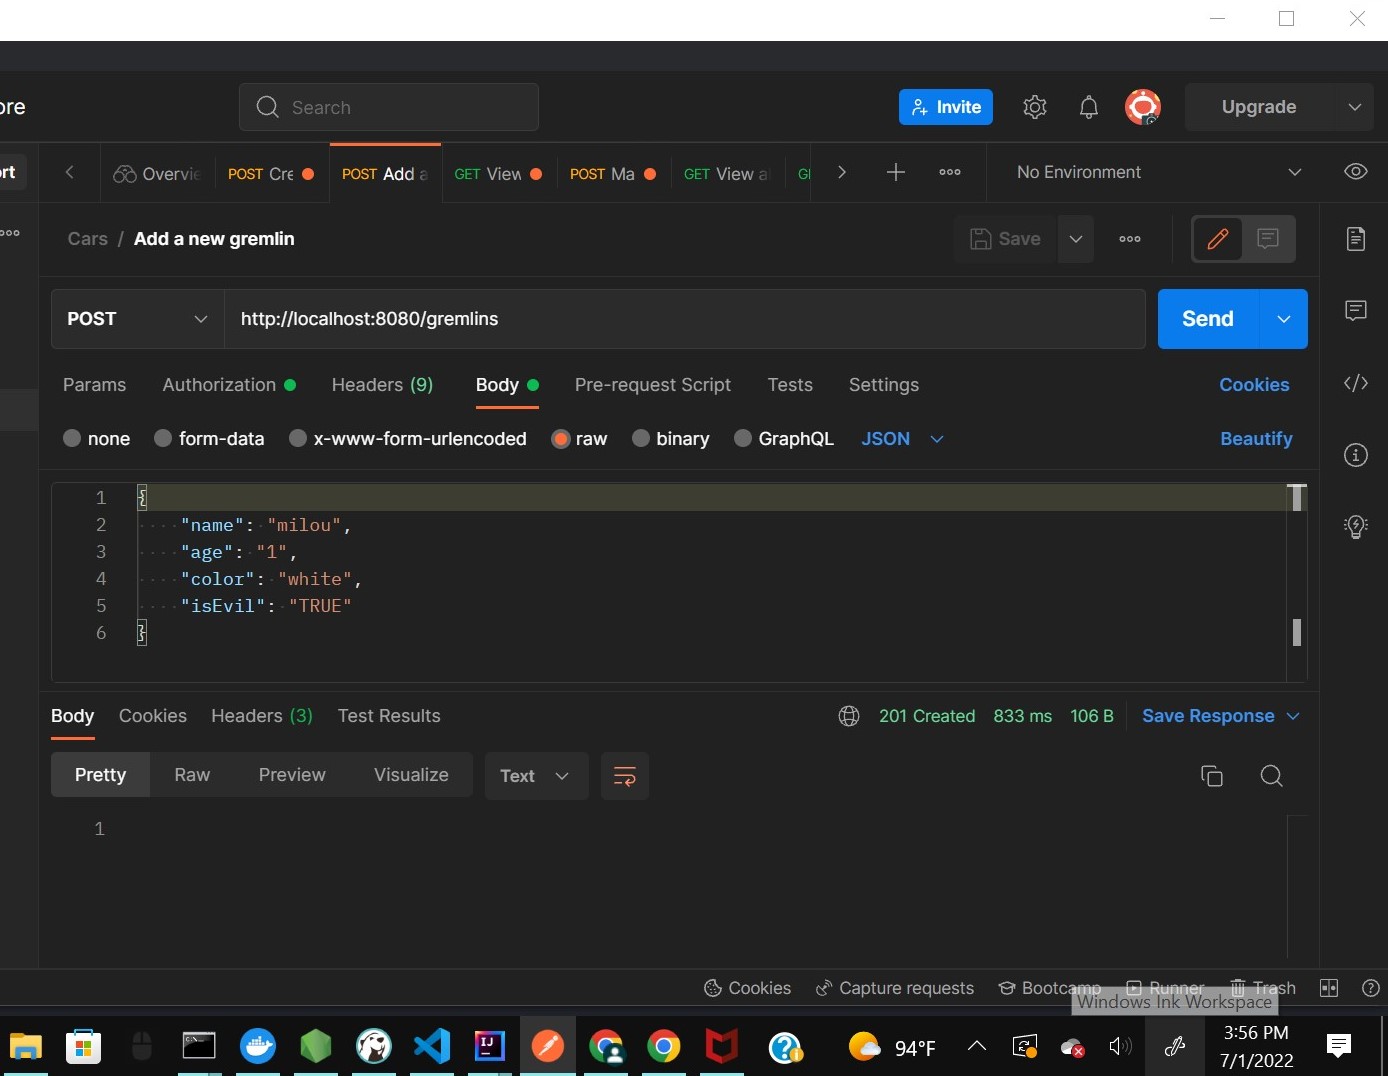 ore
Search
Invite
Upgrade
rt
Overvie
POST Cre
POST Add a
GET View
POST Ma
GET View a
No Environment
ooo
Cars / Add a new gremlin
Save
ooo
POST
http://localhost:8080/gremlins
Send
Params Authorization Headers (9) Body Pre-request Script Tests Settings Cookies
none form-data x-www-form-urlencoded raw binary GraphQL JSON Beautify
1 {
2 "name": "milou",
3 "age": "1",
4 "color": "white",
5 "isEvil": "TRUE"
6 }
Body Cookies Headers (3) Test Results 201 Created 833 ms 106 B Save Response
Pretty Raw Preview Visualize Text
1
Cookies Capture requests Bootcamp Runner Trash
Windows Ink Workspace
94°F
3:56 PM
7/1/2022